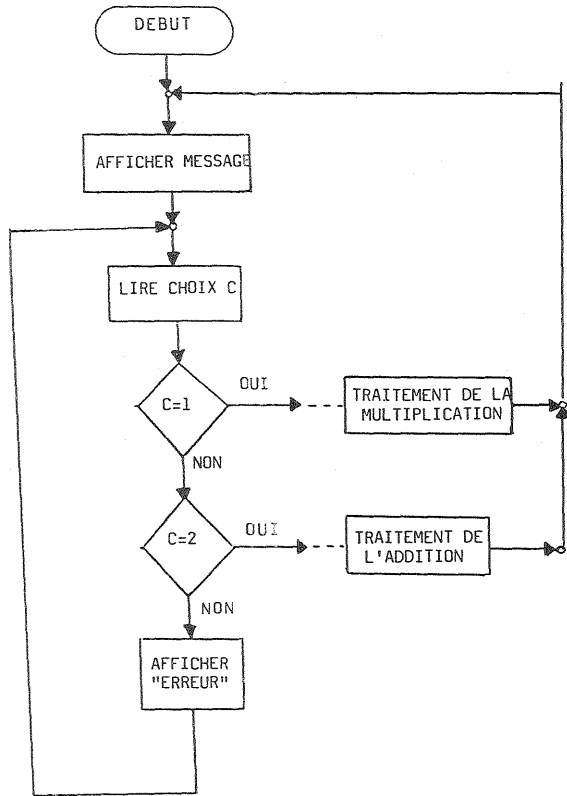 DEBUT
AFFICHER MESSAGE
LIRE CHOIX C
C=1
OUI
TRAITEMENT DE LA
MULTIPLICATION
NON
C=2
OUI
TRAITEMENT DE
L'ADDITION
NON
AFFICHER
"ERREUR"